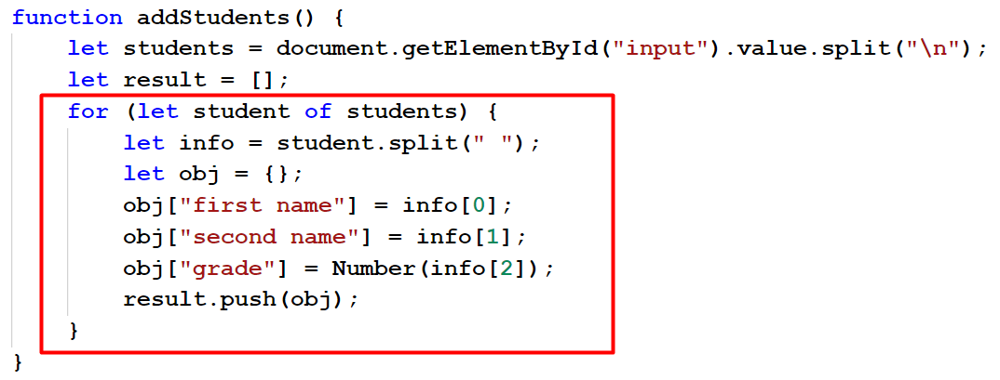 function addStudents() {
    let students = document.getElementById("input").value.split("\n");
    let result = [];
    for (let student of students) {
        let info = student.split(" ");
        let obj = {};
        obj["first name"] = info[0];
        obj["second name"] = info[1];
        obj["grade"] = Number(info[2]);
        result.push(obj);
    }
}